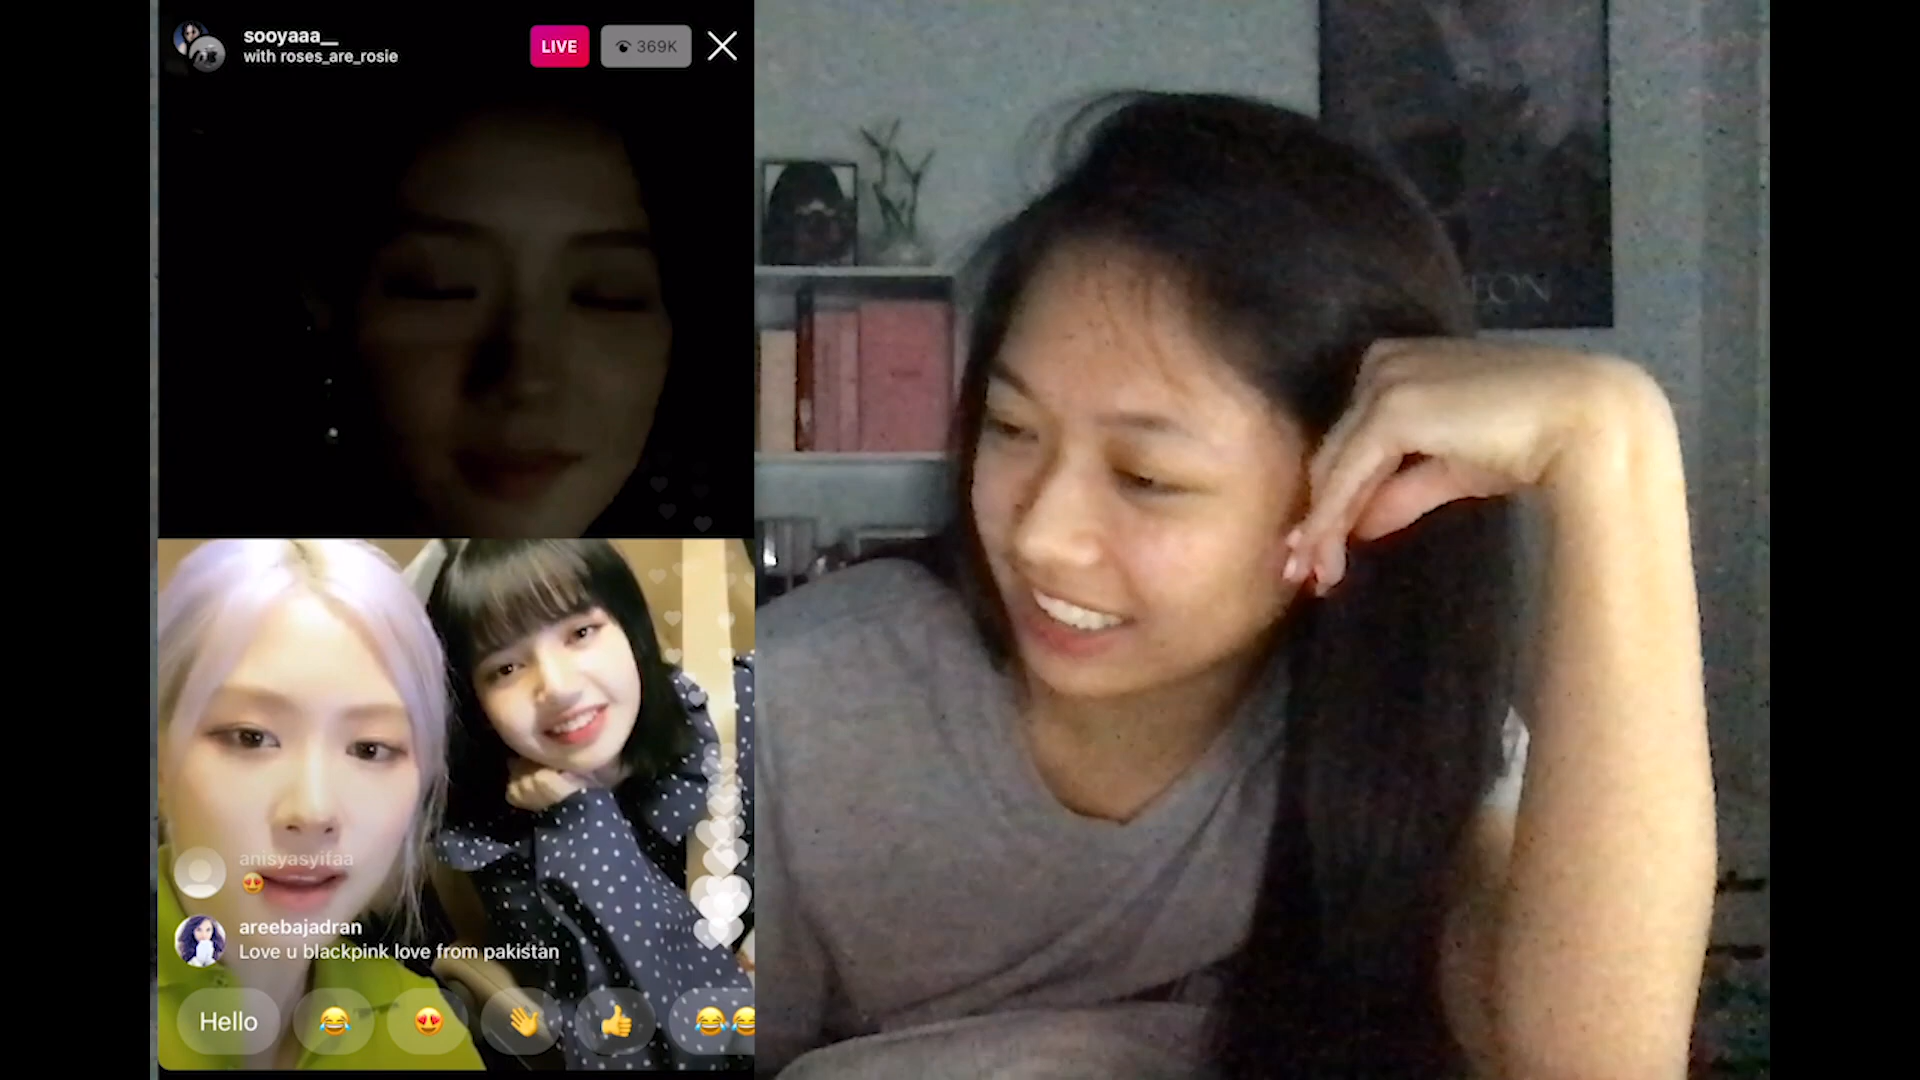 sooyaaa__
with roses_are_rosie
LIVE
369K
anisyasyifaa
😍
areebajadran
Love u blackpink love from pakistan
Hello 😂 😍 👋 👍 😂😂